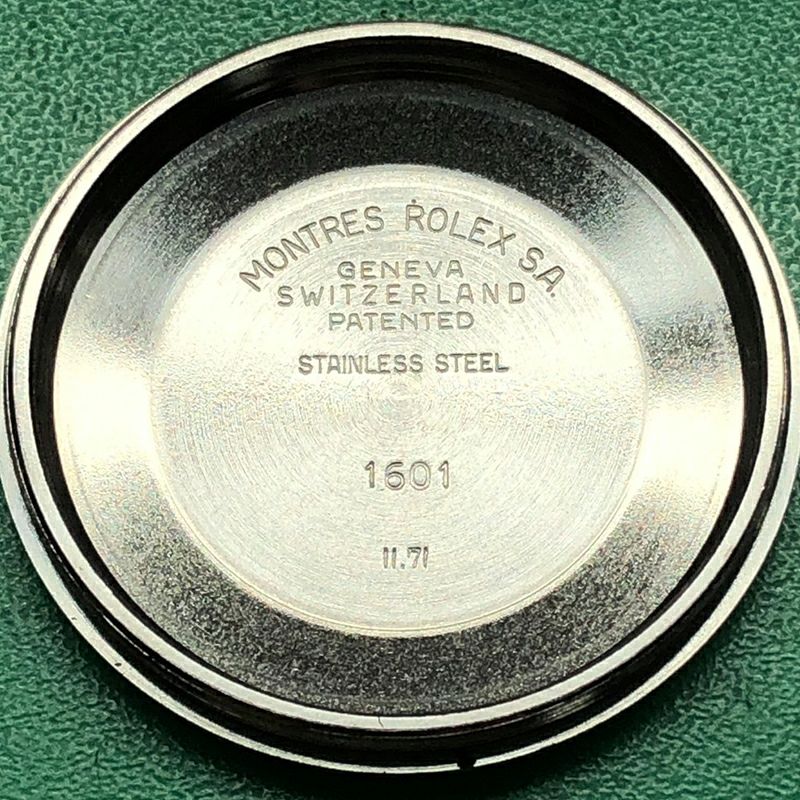 MONTRES ROLEX S.A.
GENEVA
SWITZERLAND
PATENTED
STAINLESS STEEL
1601
II.71